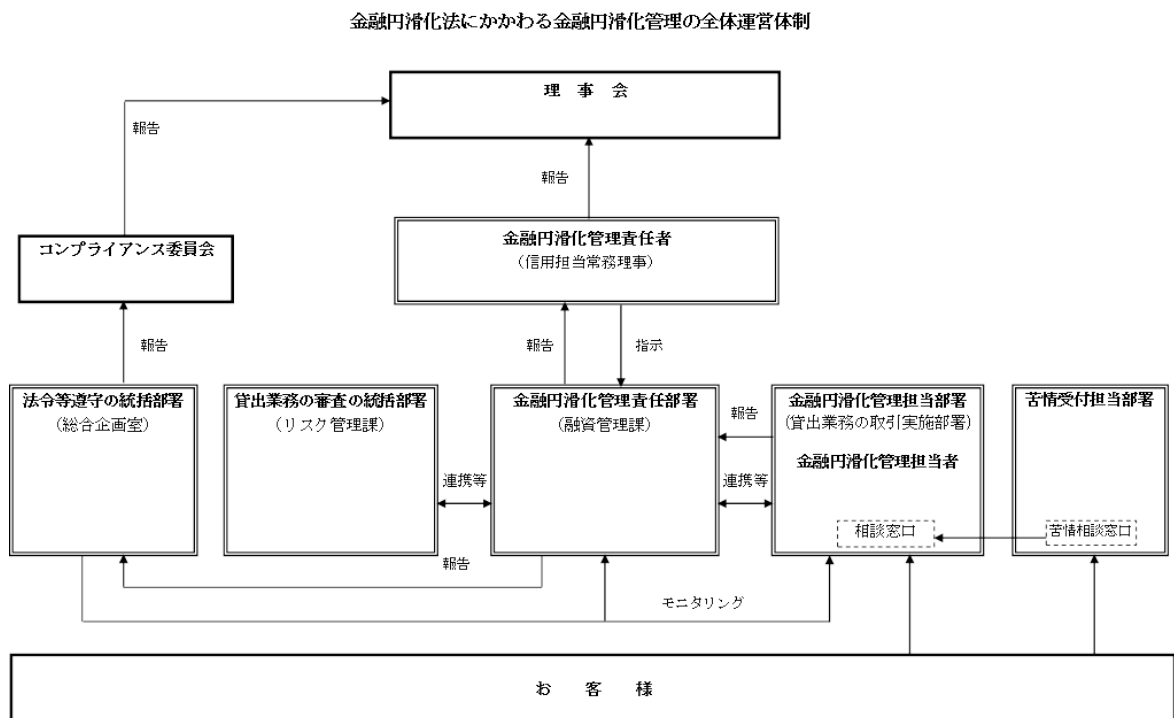 金融円滑化法にかかわる金融円滑化管理の全体運営体制
理　事　会
報告
報告
コンプライアンス委員会
金融円滑化管理責任者
（信用担当常務理事）
報告
報告
指示
法令等遵守の統括部署
（総合企画室）
貸出業務の審査の統括部署
（リスク管理課）
金融円滑化管理責任部署
（融資管理課）
報告
金融円滑化管理担当部署
（貸出業務の取引実施部署）
苦情受付担当部署
金融円滑化管理担当者
連携等
連携等
相談窓口
苦情相談窓口
報告
モニタリング
お　客　様